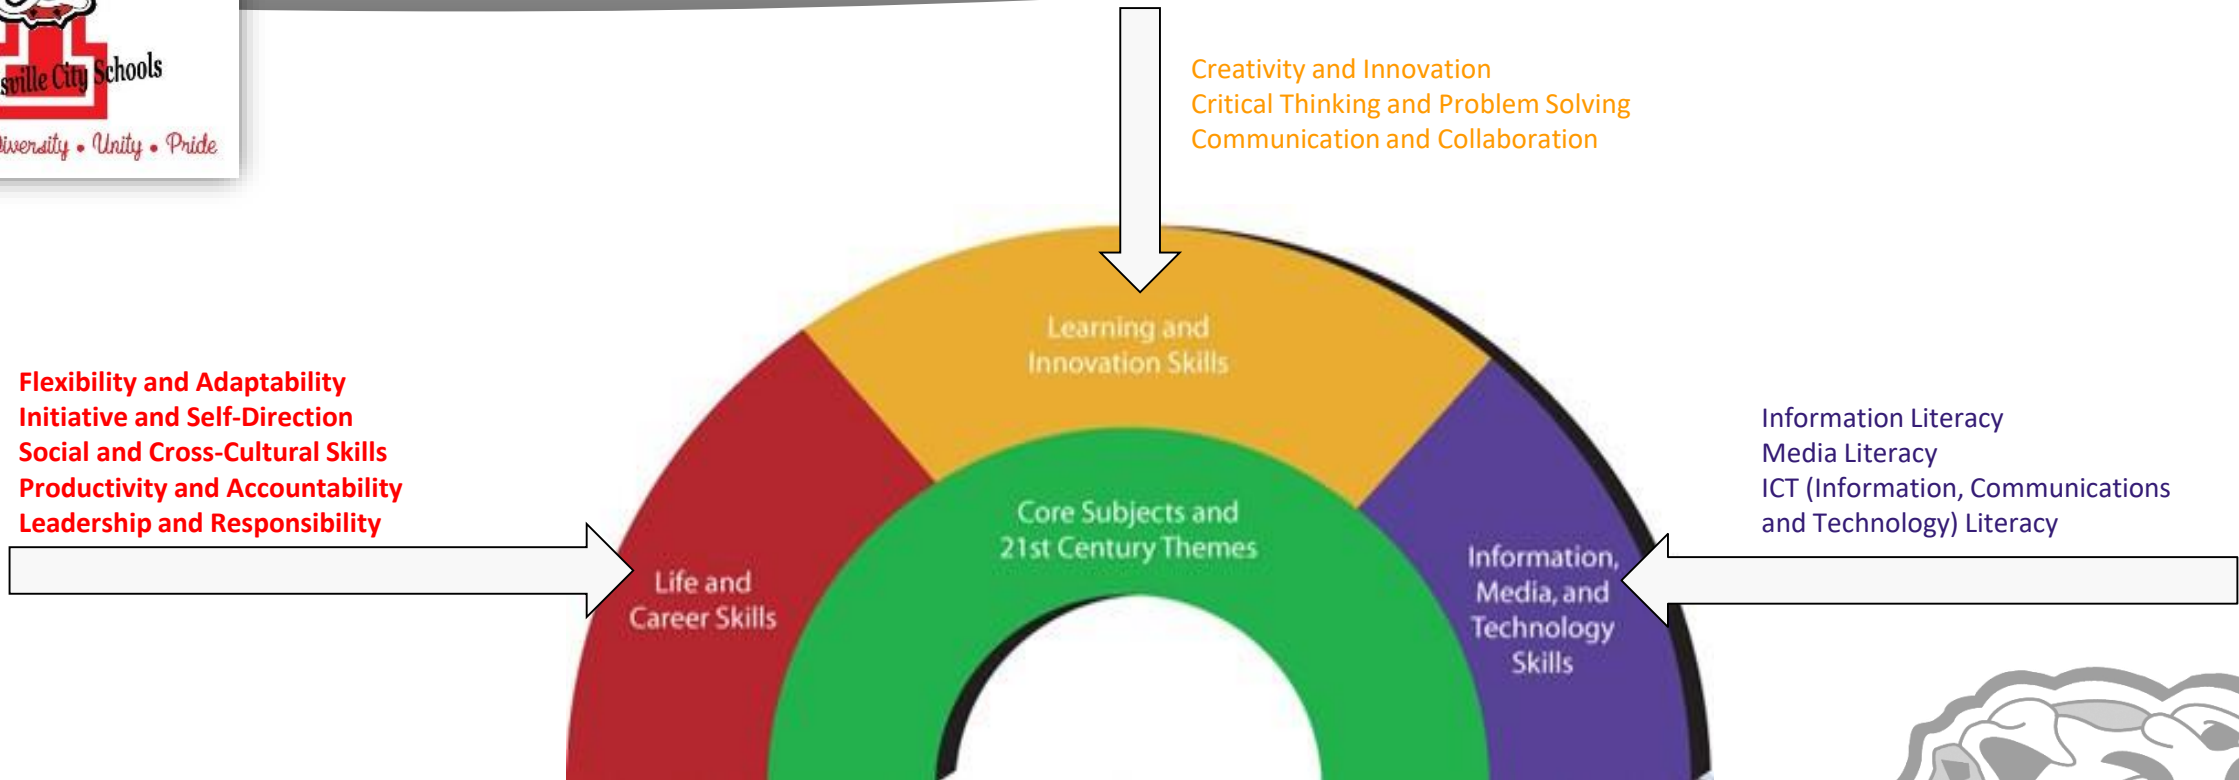 City Schools
Unity • Pride
Creativity and Innovation
Critical Thinking and Problem Solving
Communication and Collaboration
Learning and
Innovation Skills
Flexibility and Adaptability
Initiative and Self-Direction
Social and Cross-Cultural Skills
Productivity and Accountability
Leadership and Responsibility
Information Literacy
Media Literacy
ICT (Information, Communications
and Technology) Literacy
Core Subjects and
21st Century Themes
Life and
Career Skills
Information,
Media, and
Technology
Skills